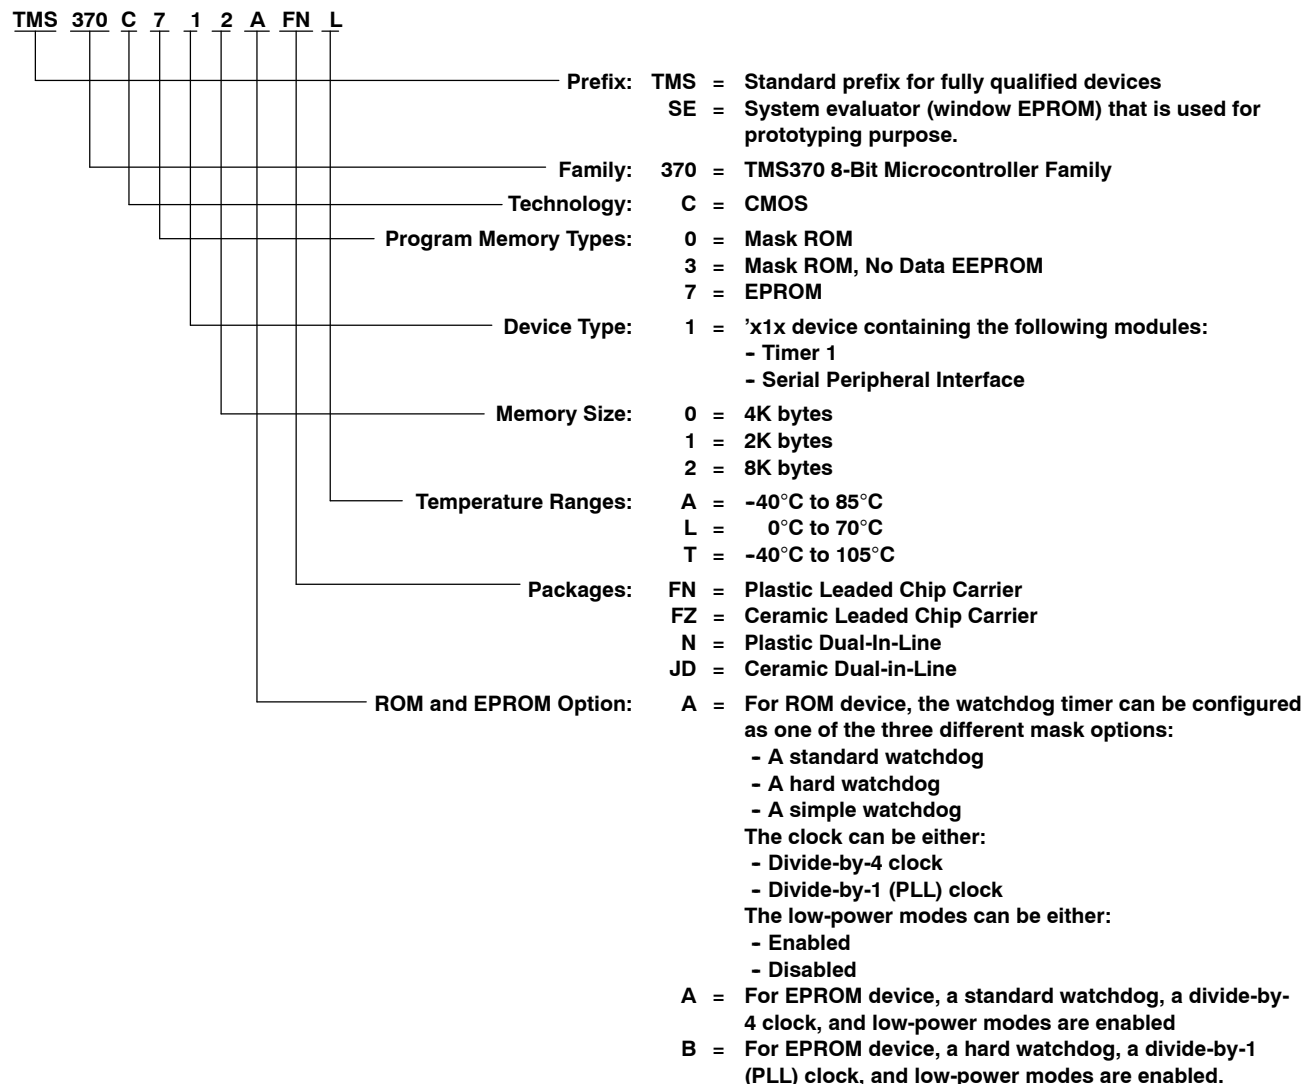 TMS 370 C 7 1 2 A FN L
Prefix: TMS = Standard prefix for fully qualified devices
SE = System evaluator (window EPROM) that is used for
prototyping purpose.
Family: 370 = TMS370 8-Bit Microcontroller Family
Technology: C = CMOS
Program Memory Types: 0 = Mask ROM
3 = Mask ROM, No Data EEPROM
7 = EPROM
Device Type: 1 = ’x1x device containing the following modules:
- Timer 1
- Serial Peripheral Interface
Memory Size: 0 = 4K bytes
1 = 2K bytes
2 = 8K bytes
Temperature Ranges: A = -40°C to 85°C
L = 0°C to 70°C
T = -40°C to 105°C
Packages: FN = Plastic Leaded Chip Carrier
FZ = Ceramic Leaded Chip Carrier
N = Plastic Dual-In-Line
JD = Ceramic Dual-in-Line
ROM and EPROM Option: A = For ROM device, the watchdog timer can be configured
as one of the three different mask options:
- A standard watchdog
- A hard watchdog
- A simple watchdog
The clock can be either:
- Divide-by-4 clock
- Divide-by-1 (PLL) clock
The low-power modes can be either:
- Enabled
- Disabled
A = For EPROM device, a standard watchdog, a divide-by-
4 clock, and low-power modes are enabled
B = For EPROM device, a hard watchdog, a divide-by-1
(PLL) clock, and low-power modes are enabled.